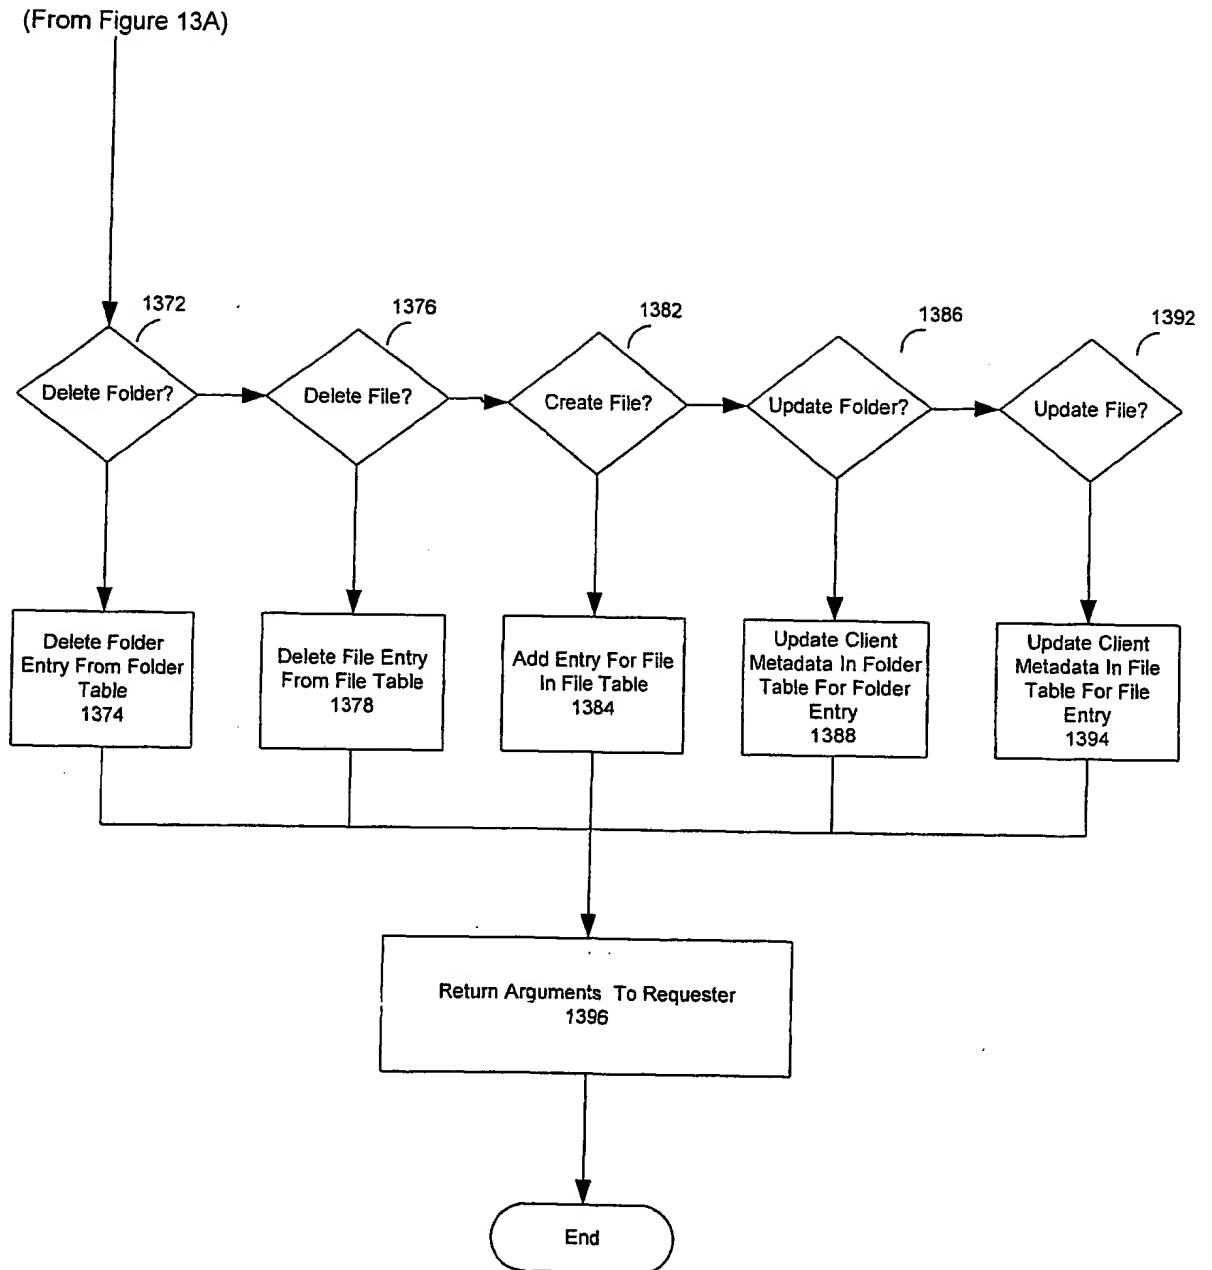 (From Figure 13A)
1372
1376
1382
1386
1392
Delete Folder?
Delete File?
Create File?
Update Folder?
Update File?
Delete Folder
Entry From Folder
Table
1374
Delete File Entry
From File Table
1378
Add Entry For File
In File Table
1384
Update Client
Metadata In Folder
Table For Folder
Entry
1388
Update Client
Metadata In File
Table For File
Entry
1394
Return Arguments To Requester
1396
End